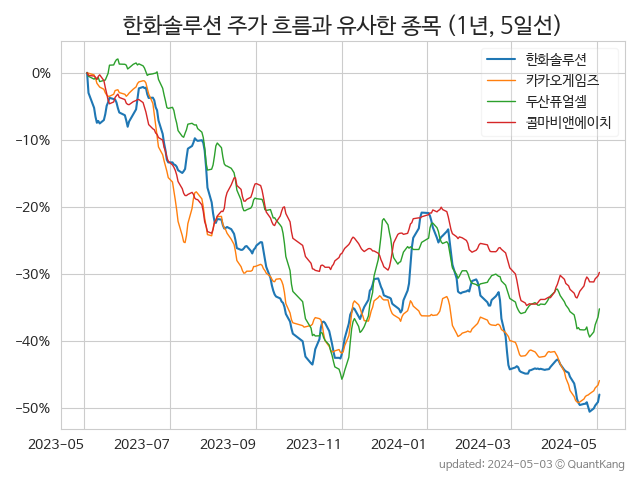 한화솔루션 주가 흐름과 유사한 종목 (1년, 5일선)
한화솔루션
카카오게임즈
두산퓨얼셀
콜마비앤에이치
0%
−10%
−20%
−30%
−40%
−50%
2023-05 2023-07 2023-09 2023-11 2024-01 2024-03 2024-05
updated: 2024-05-03 ⓒ QuantKang